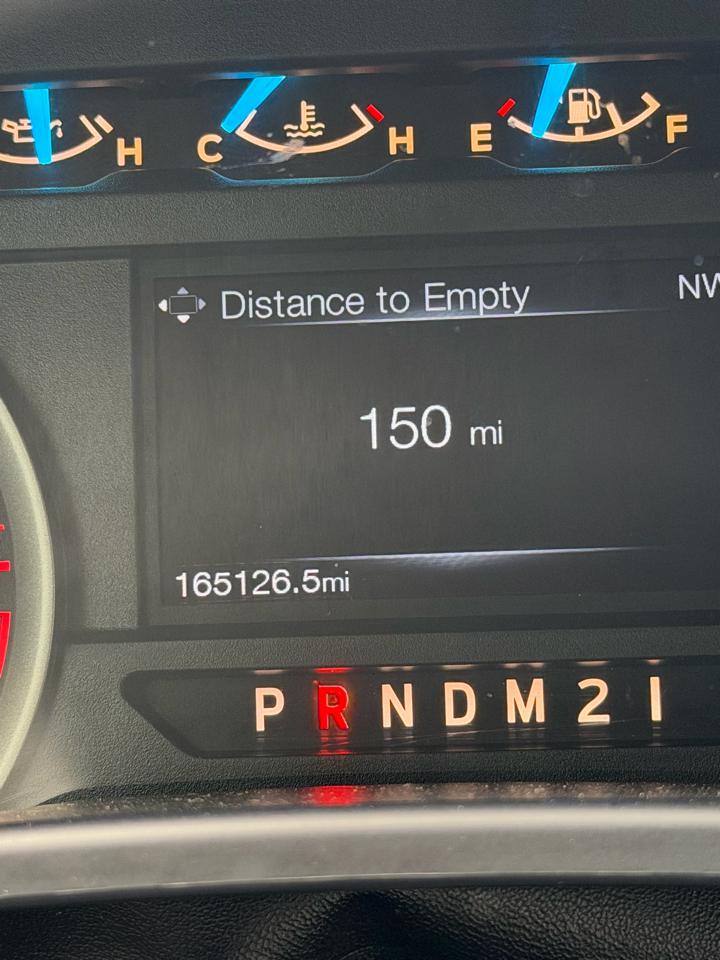 H C H E F
Distance to Empty NW
150 mi
165126.5mi
P R N D M 2 1